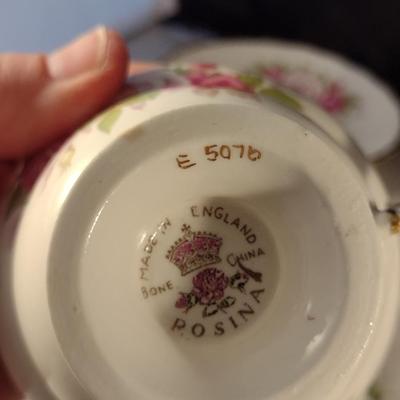 E 5076
MADE IN ENGLAND
BONE CHINA
ROSINA